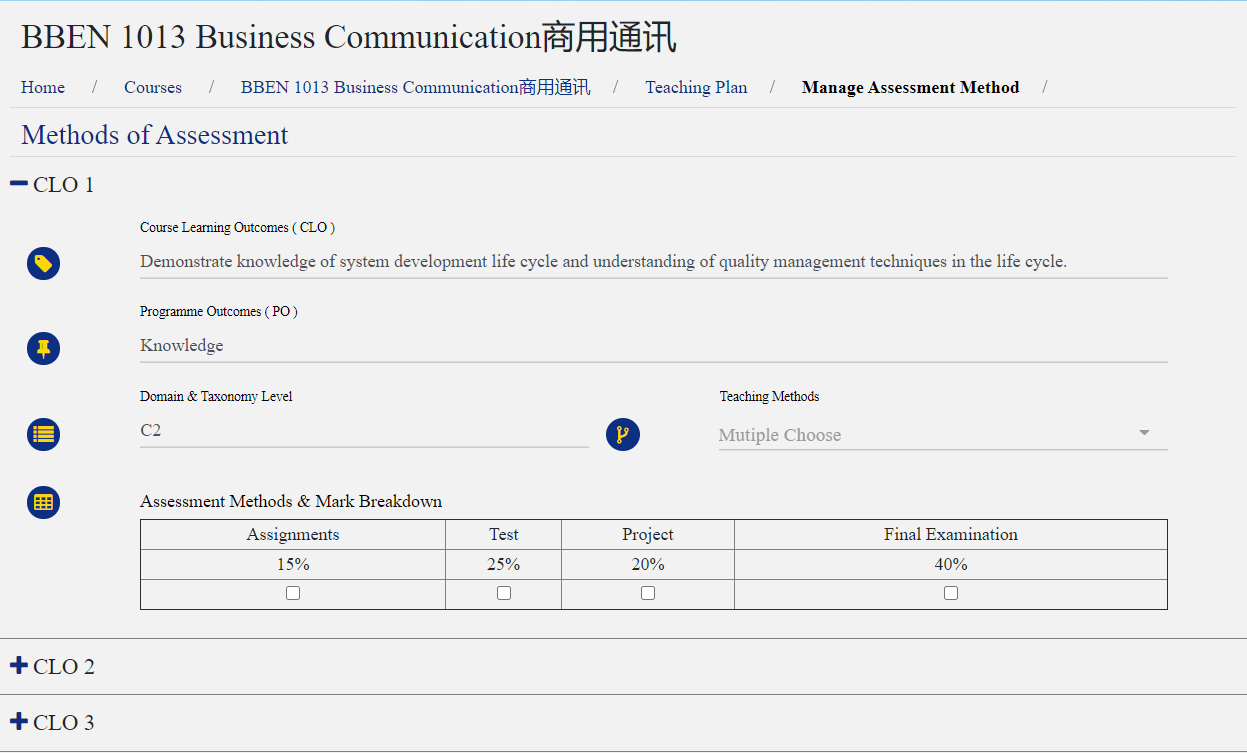 BBEN 1013 Business Communication商用通讯
Home / Courses / BBEN 1013 Business Communication商用通讯 / Teaching Plan / Manage Assessment Method /
Methods of Assessment
CLO 1
Course Learning Outcomes ( CLO )
Demonstrate knowledge of system development life cycle and understanding of quality management techniques in the life cycle.
Programme Outcomes ( PO )
Knowledge
Domain & Taxonomy Level Teaching Methods
C2 Mutiple Choose
Assessment Methods & Mark Breakdown
Assignments Test Project Final Examination
15% 25% 20% 40%
CLO 2
CLO 3